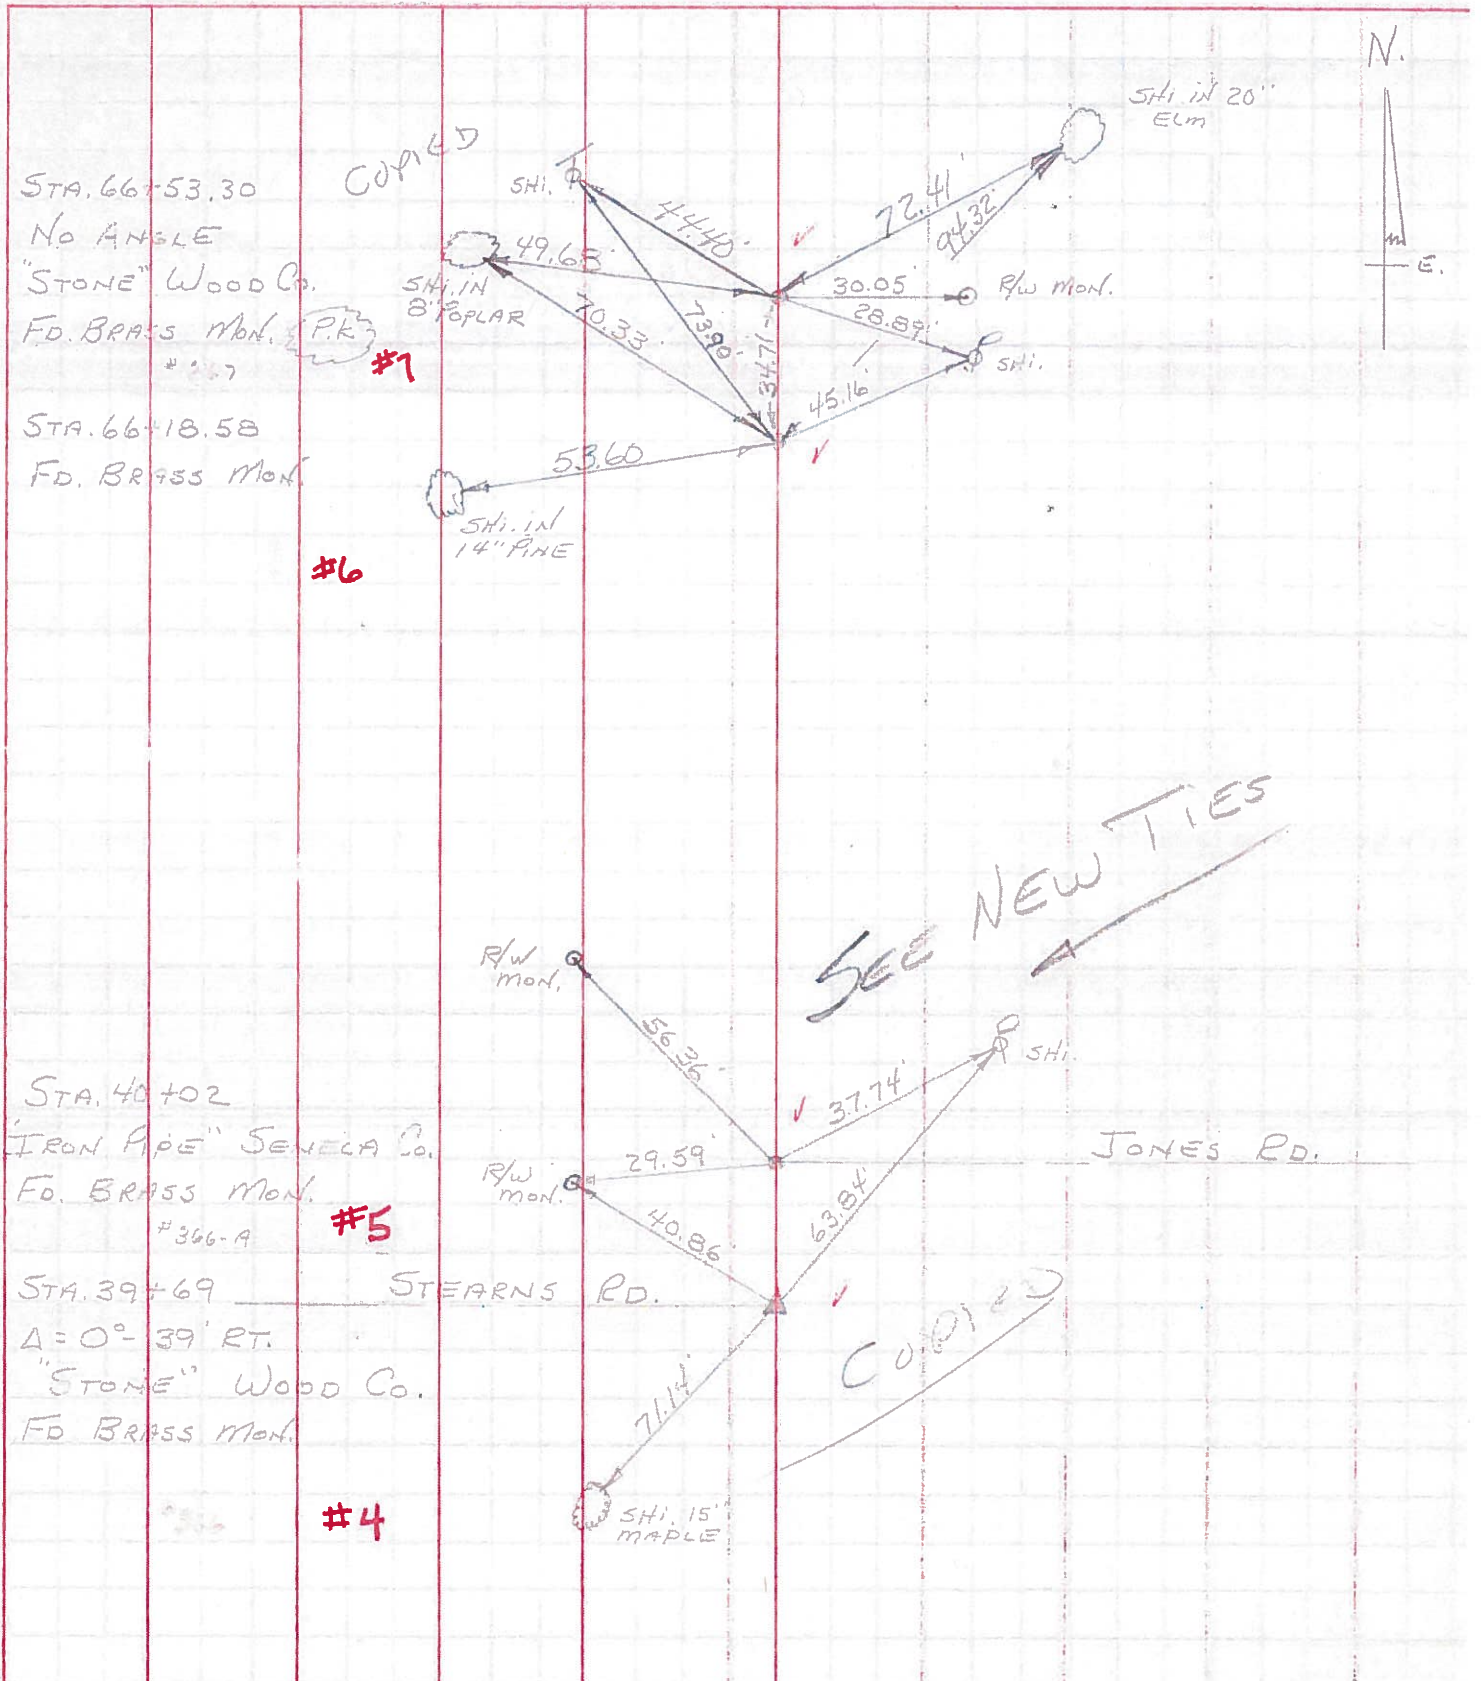 N.
E.
COPIED
STA. 66+53.30
NO ANGLE
"STONE" WOOD CO.
FD. BRASS MON. P.K
#7
STA. 66+18.58
FD. BRASS MON.
#6
SHI.
44.40'
SHI. IN 20"
ELM
72.41'
94.32'
49.68'
SHI. IN
8" POPLAR
70.33'
73.90'
34.71
30.05'
R/W MON.
28.89'
SHI.
45.16'
53.60
SHI. IN
14" PINE
SEE NEW TIES
R/W
MON.
56.36'
37.74'
SHI.
STA. 40+02
"IRON PIPE" SENECA CO.
FD. BRASS MON.
#366-A
#5
R/W
MON.
29.59'
JONES RD.
40.86'
63.84'
STA. 39+69
STEARNS RD.
Δ = 0°-39' RT.
"STONE" WOOD CO.
FD BRASS MON.
#4
COPIED
71.14'
SHI. 15"
MAPLE